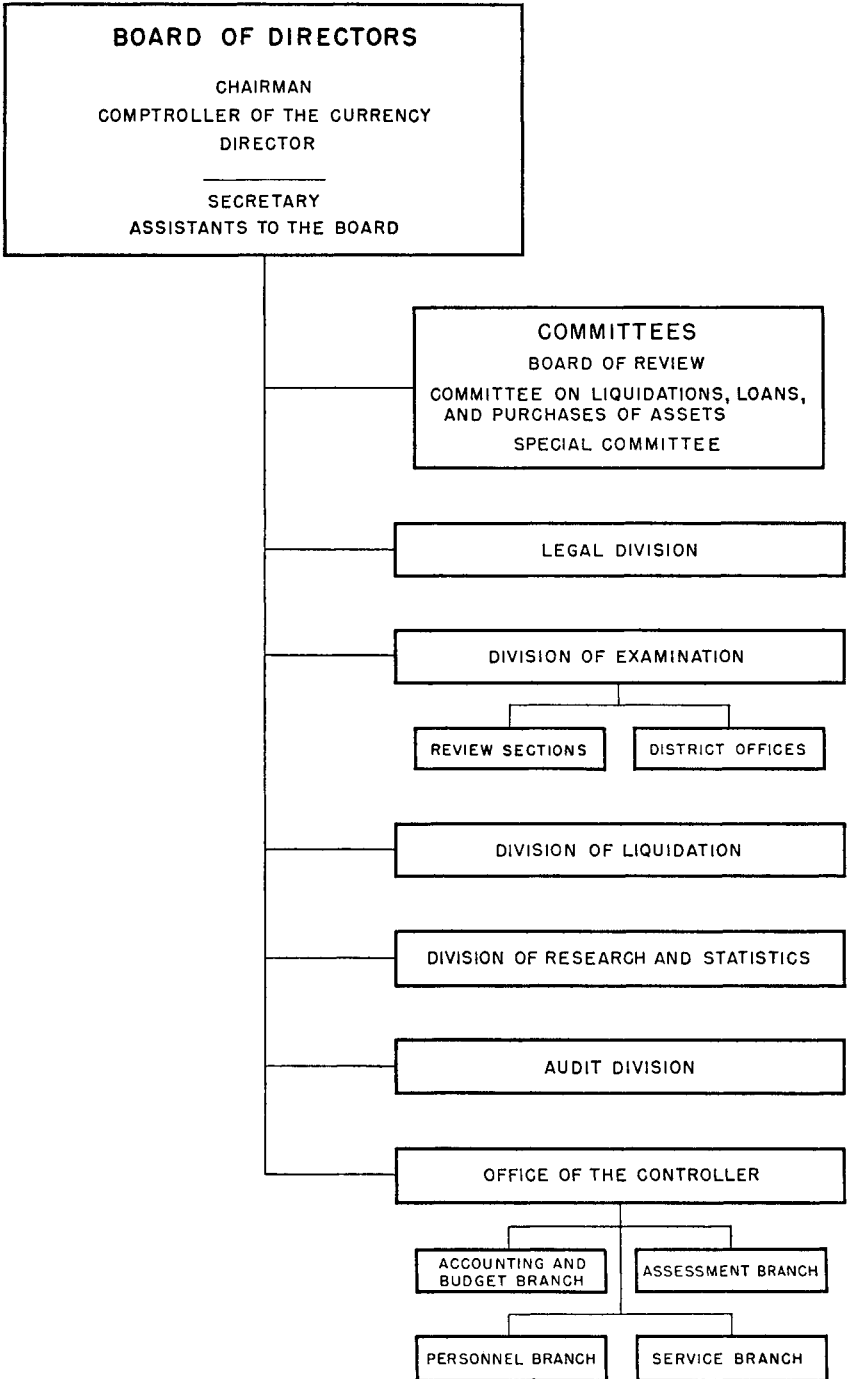 BOARD OF DIRECTORS
CHAIRMAN
COMPTROLLER OF THE CURRENCY
DIRECTOR
SECRETARY
ASSISTANTS TO THE BOARD
COMMITTEES
BOARD OF REVIEW
COMMITTEE ON LIQUIDATIONS, LOANS,
AND PURCHASES OF ASSETS
SPECIAL COMMITTEE
LEGAL DIVISION
DIVISION OF EXAMINATION
REVIEW SECTIONS
DISTRICT OFFICES
DIVISION OF LIQUIDATION
DIVISION OF RESEARCH AND STATISTICS
AUDIT DIVISION
OFFICE OF THE CONTROLLER
ACCOUNTING AND
BUDGET BRANCH
ASSESSMENT BRANCH
PERSONNEL BRANCH
SERVICE BRANCH